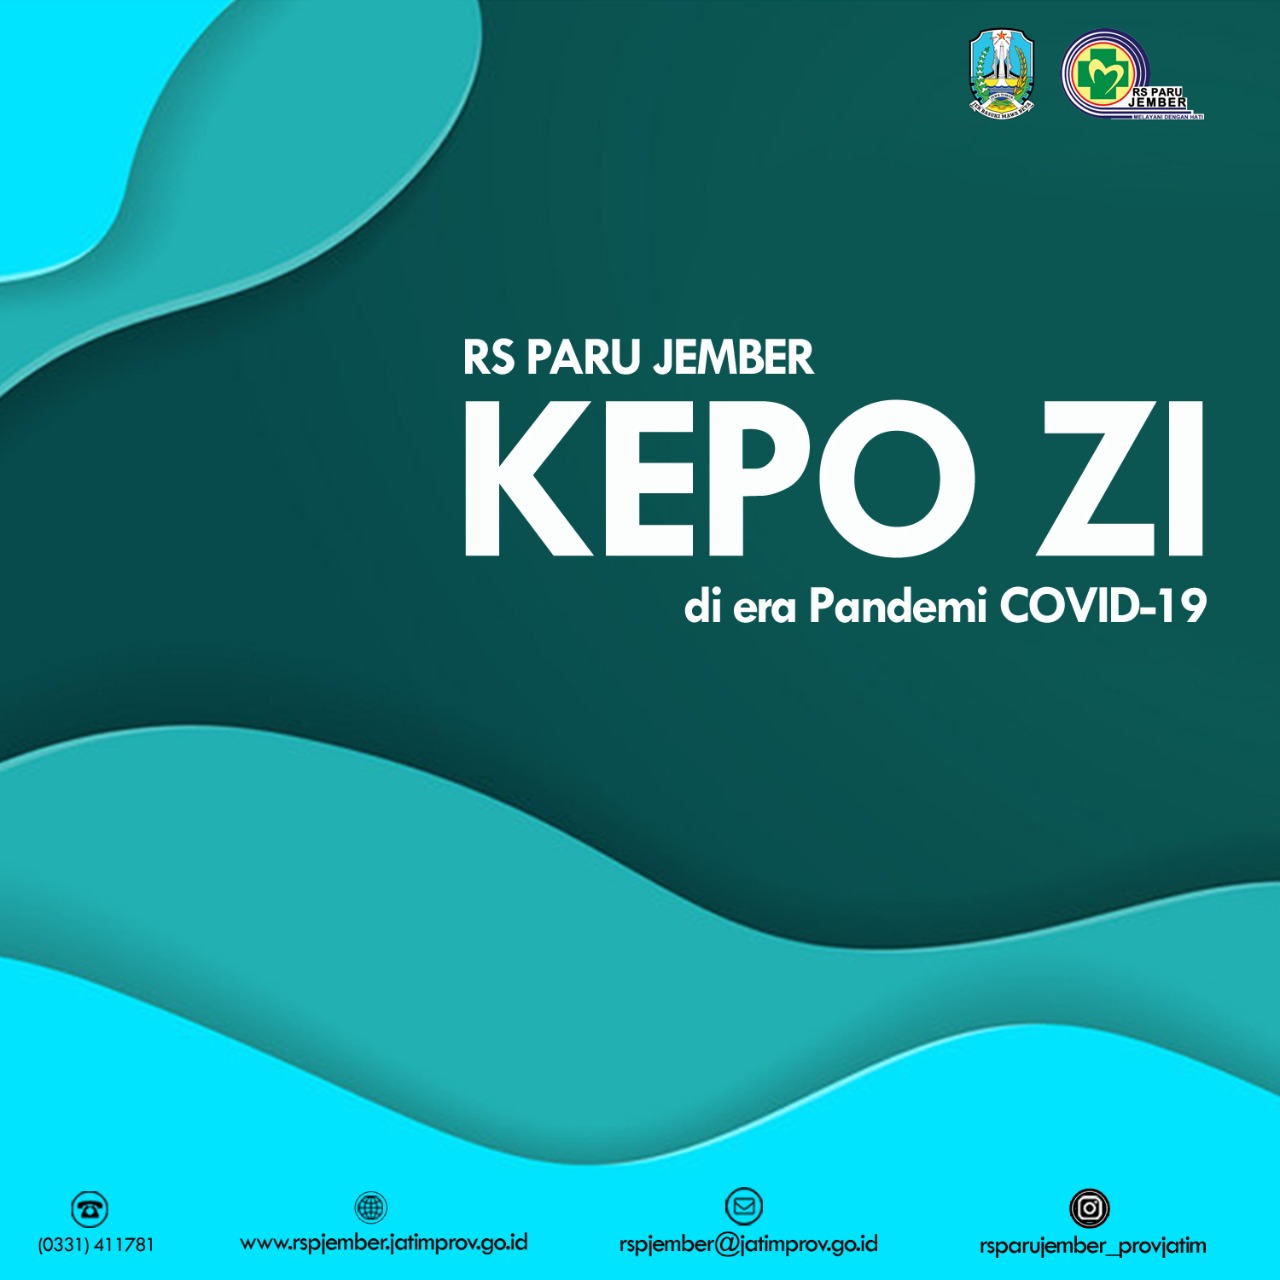 RS PARU
JEMBER
MELAYANI DENGAN HATI
RS PARU JEMBER
KEPO ZI
di era Pandemi COVID-19
(0331) 411781
www.rspjember.jatimprov.go.id
rspjember@jatimprov.go.id
rsparujember_provjatim